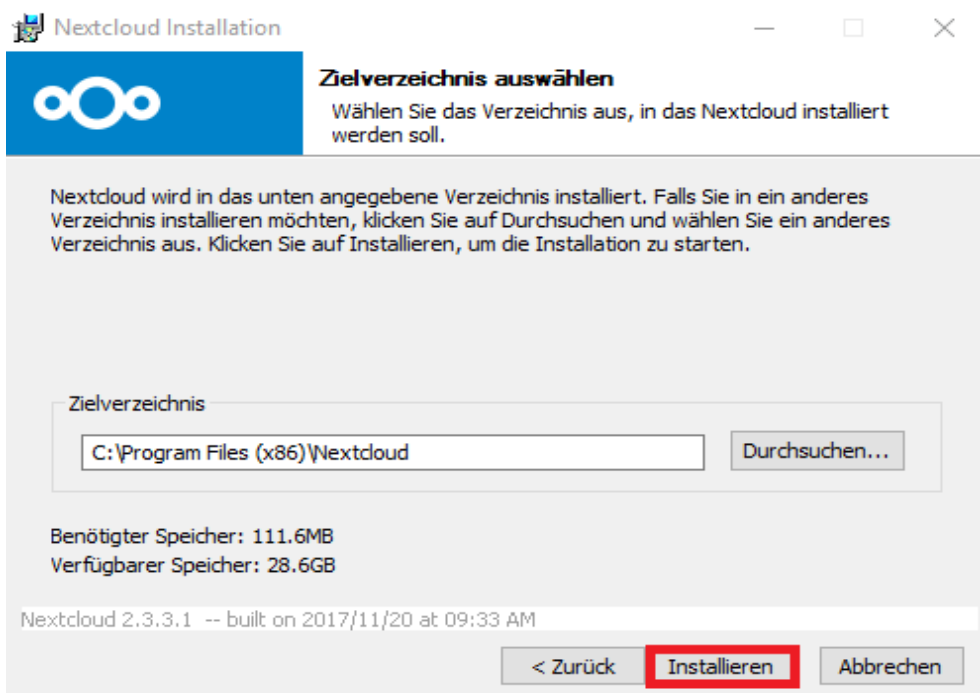 Nextcloud Installation
Zielverzeichnis auswählen
Wählen Sie das Verzeichnis aus, in das Nextcloud installiert
werden soll.
Nextcloud wird in das unten angegebene Verzeichnis installiert. Falls Sie in ein anderes
Verzeichnis installieren möchten, klicken Sie auf Durchsuchen und wählen Sie ein anderes
Verzeichnis aus. Klicken Sie auf Installieren, um die Installation zu starten.
Zielverzeichnis
C:\Program Files (x86)\Nextcloud
Durchsuchen...
Benötigter Speicher: 111.6MB
Verfügbarer Speicher: 28.6GB
Nextcloud 2.3.3.1 -- built on 2017/11/20 at 09:33 AM
< Zurück
Installieren
Abbrechen